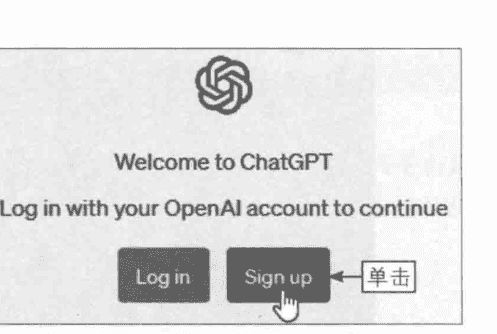 Welcome to ChatGPT
Log in with your OpenAI account to continue
Log in
Sign up
单击